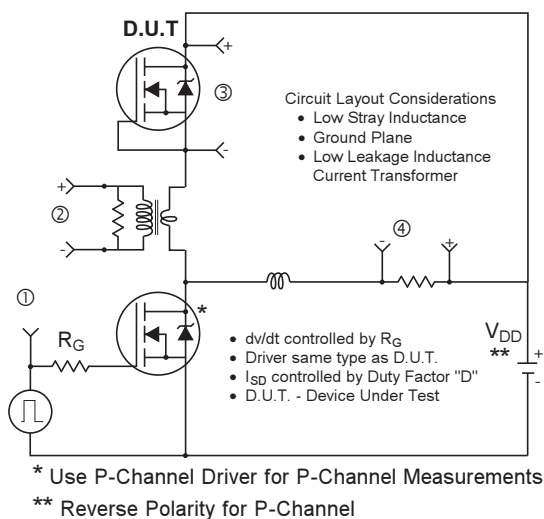 D.U.T
+
③
-
Circuit Layout Considerations
• Low Stray Inductance
• Ground Plane
• Low Leakage Inductance
Current Transformer
+
②
-
④
-
+
①
R_G
*
• dv/dt controlled by R_G
• Driver same type as D.U.T.
• I_SD controlled by Duty Factor "D"
• D.U.T. - Device Under Test
V_DD
**
+
-
* Use P-Channel Driver for P-Channel Measurements
** Reverse Polarity for P-Channel